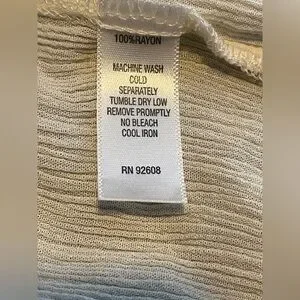 100%RAYON
MACHINE WASH
COLD
SEPARATELY
TUMBLE DRY LOW
REMOVE PROMPTLY
NO BLEACH
COOL IRON
RN 92608